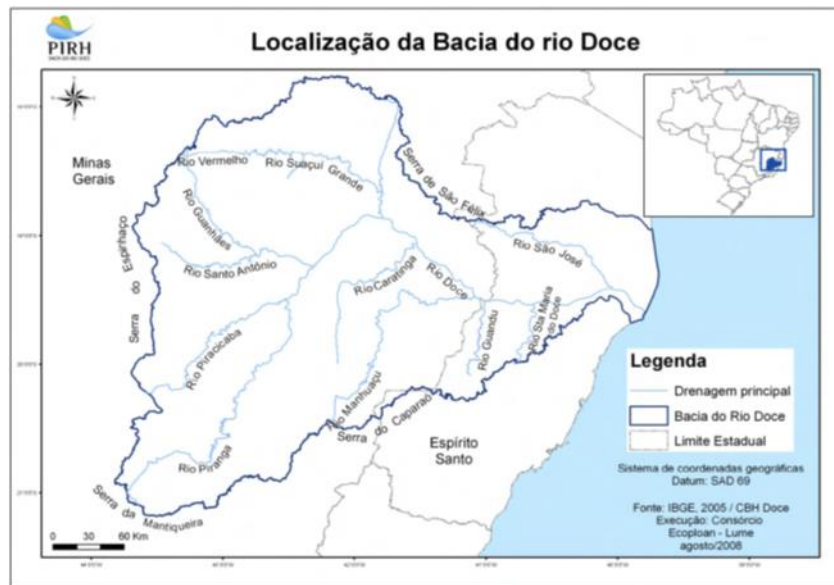 PIRH
BACIA DO RIO DOCE
Localização da Bacia do rio Doce
Minas
Gerais
Rio Vermelho
Rio Suaçuí Grande
Serra de São Félix
Rio Guanhães
Serra do Espinhaço
Rio Santo Antônio
Rio Caratinga
Rio Doce
Rio São José
Rio Piracicaba
Rio Guandu
Rio Sta Maria
do Doce
Rio Manhuaçu
Serra do Caparaó
Espírito
Santo
Rio Piranga
Serra da Mantiqueira
0 30 60 Km
Legenda
Drenagem principal
Bacia do Rio Doce
Limite Estadual
Sistema de coordenadas geográficas
Datum: SAD 69
Fonte: IBGE, 2005 / CBH Doce
Execução: Consórcio
Ecoploan - Lume
agosto/2008